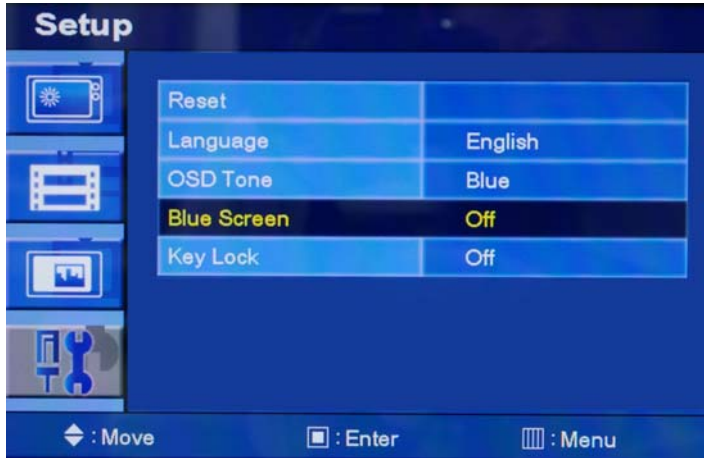 Setup
Reset
Language English
OSD Tone Blue
Blue Screen Off
Key Lock Off
: Move : Enter : Menu